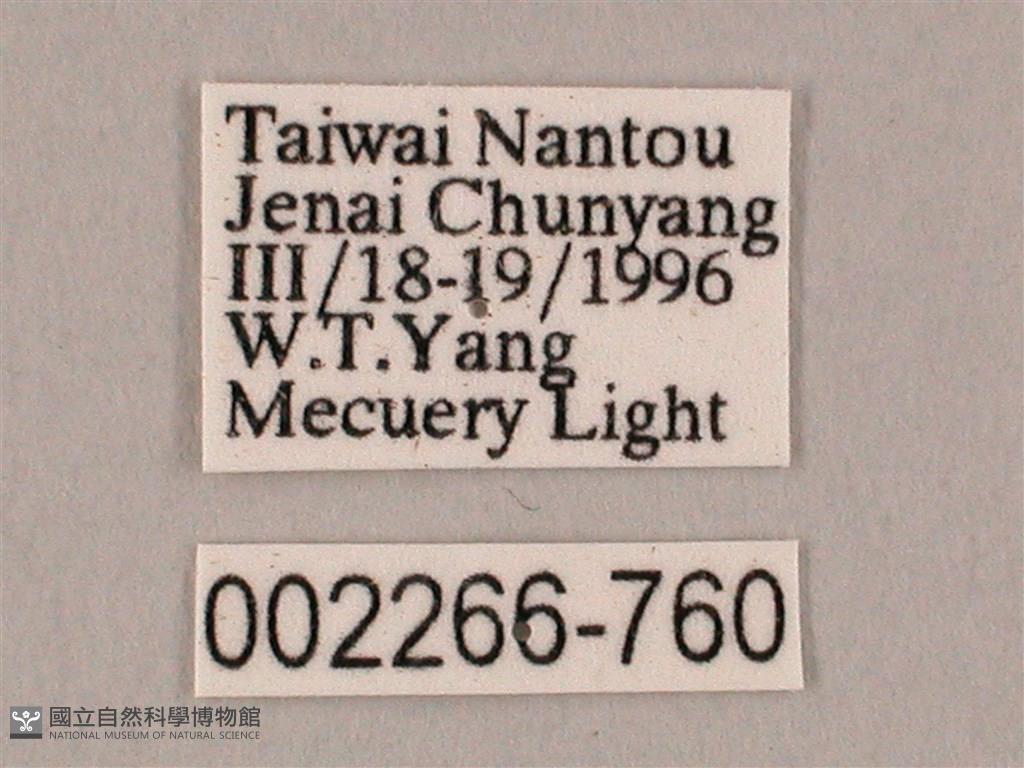 Taiwai Nantou
Jenai Chunyang
III/18-19/1996
W.T.Yang
Mecuery Light
002266-760
國立自然科學博物館
NATIONAL MUSEUM OF NATURAL SCIENCE